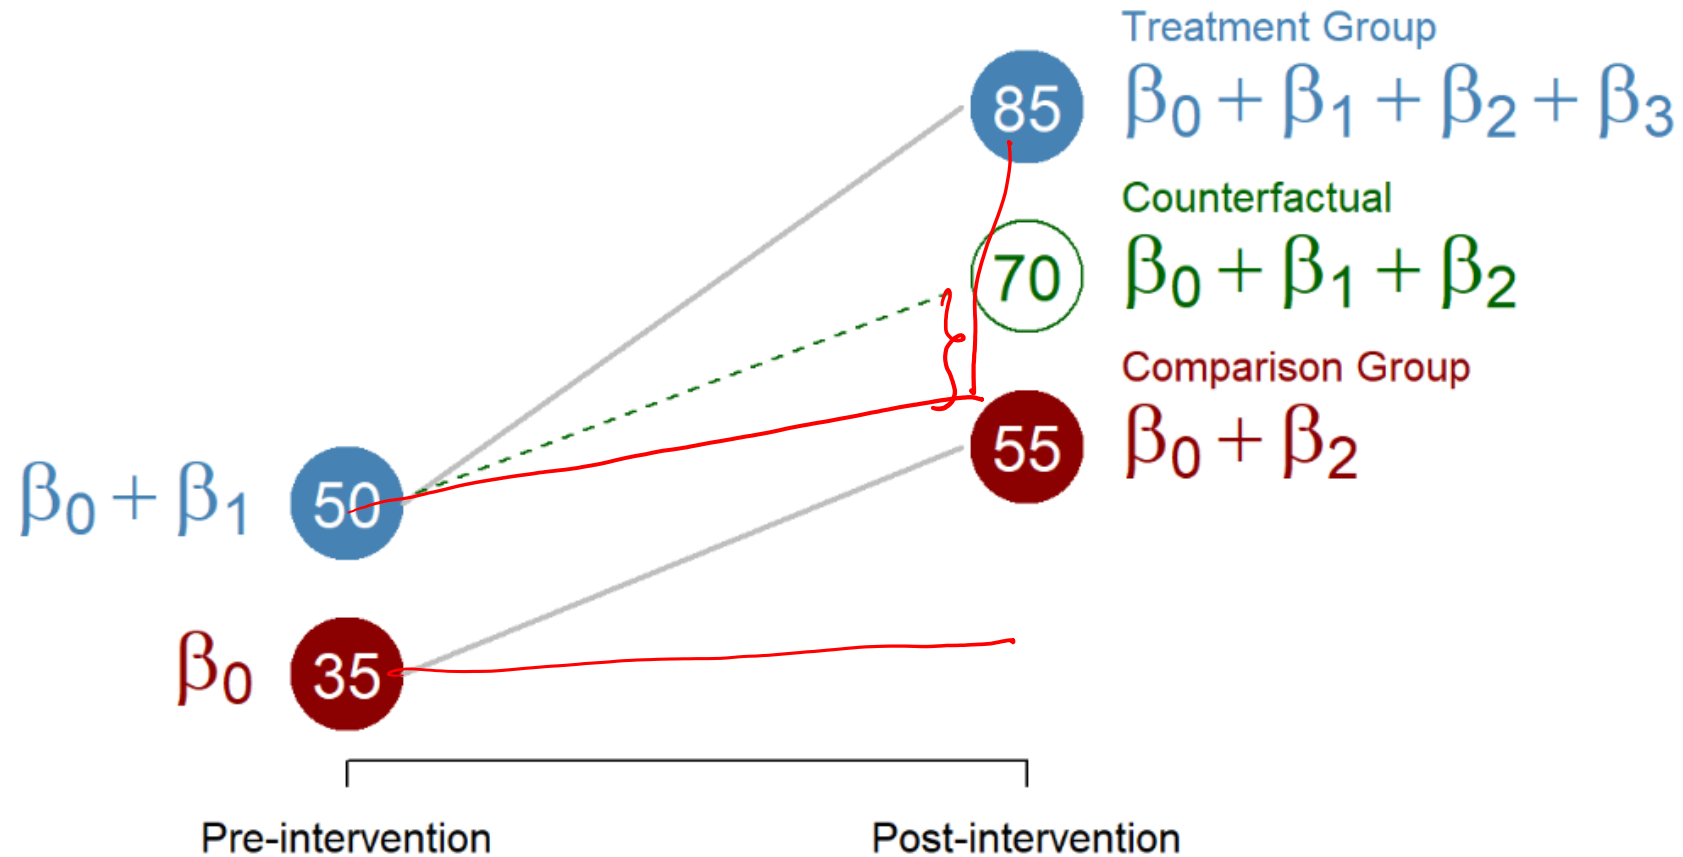 Treatment Group
85 β₀ + β₁ + β₂ + β₃
Counterfactual
70 β₀ + β₁ + β₂
Comparison Group
55 β₀ + β₂
β₀ + β₁ 50
β₀ 35
Pre-intervention Post-intervention